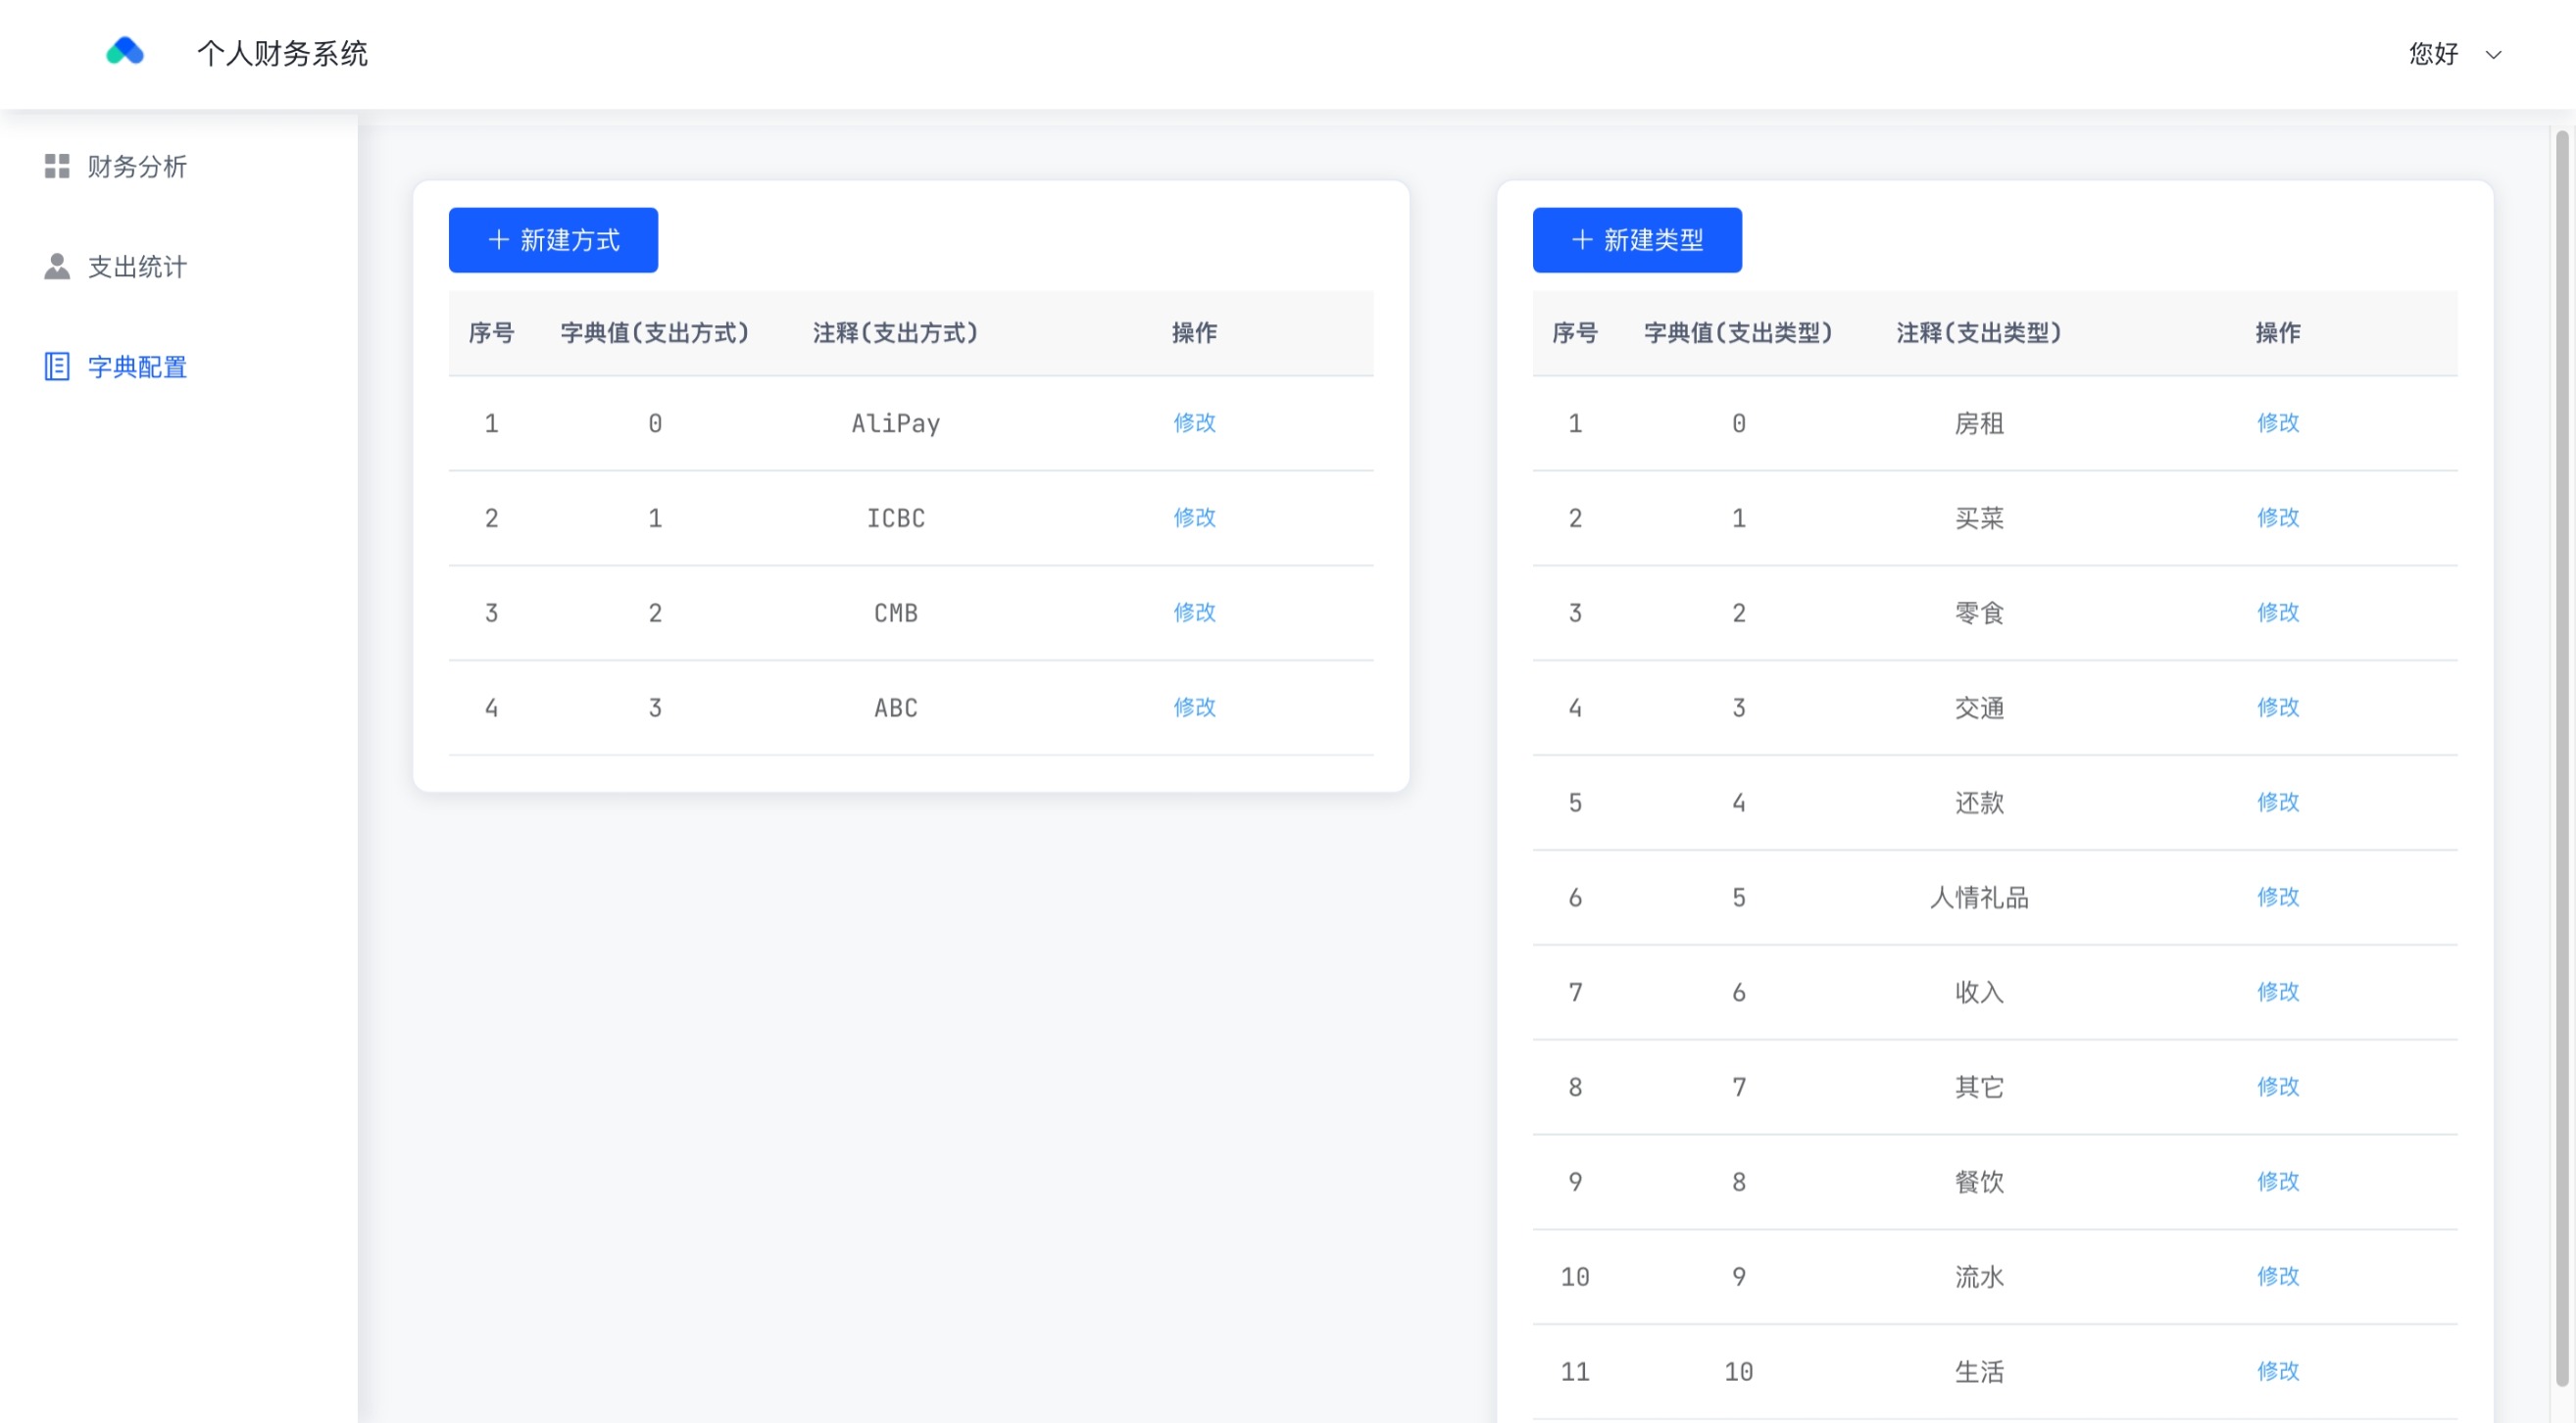 个人财务系统
您好
财务分析
支出统计
字典配置
新建方式
序号 字典值(支出方式) 注释(支出方式) 操作
1 0 AliPay 修改
2 1 ICBC 修改
3 2 CMB 修改
4 3 ABC 修改
新建类型
序号 字典值(支出类型) 注释(支出类型) 操作
1 0 房租 修改
2 1 买菜 修改
3 2 零食 修改
4 3 交通 修改
5 4 还款 修改
6 5 人情礼品 修改
7 6 收入 修改
8 7 其它 修改
9 8 餐饮 修改
10 9 流水 修改
11 10 生活 修改